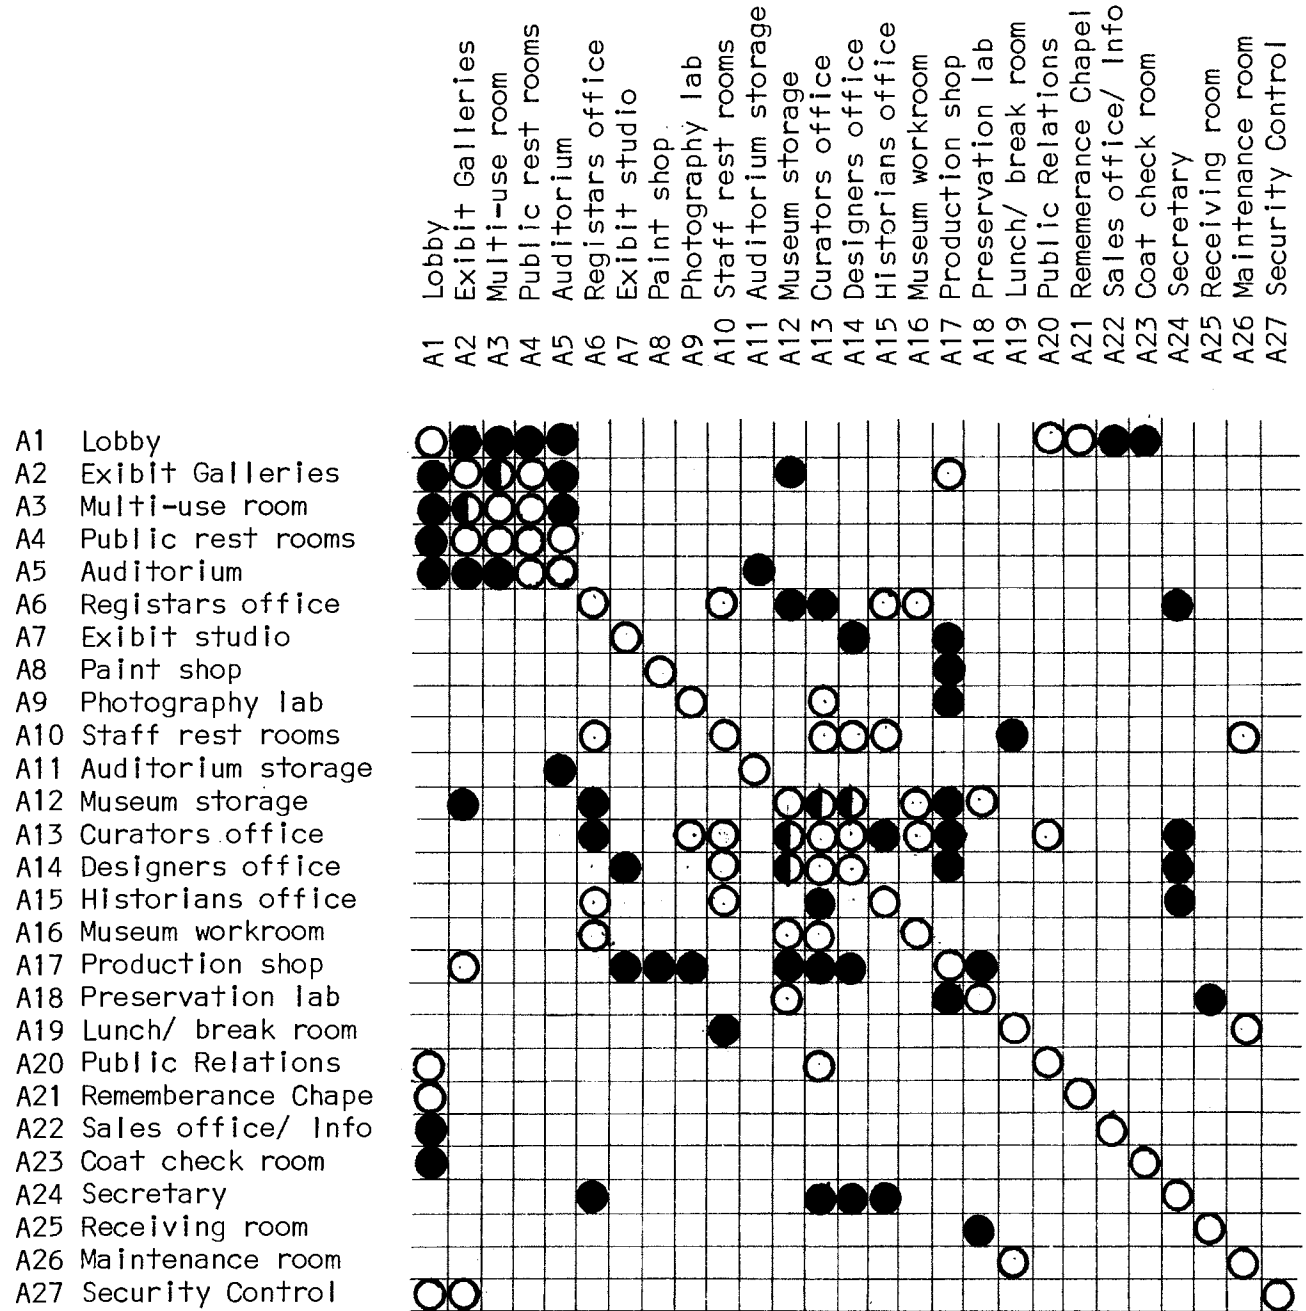 A1 Lobby
A2 Exibit Galleries
A3 Multi-use room
A4 Public rest rooms
A5 Auditorium
A6 Registars office
A7 Exibit studio
A8 Paint shop
A9 Photography lab
A10 Staff rest rooms
A11 Auditorium storage
A12 Museum storage
A13 Curators office
A14 Designers office
A15 Historians office
A16 Museum workroom
A17 Production shop
A18 Preservation lab
A19 Lunch/ break room
A20 Public Relations
A21 Rememerance Chapel
A22 Sales office/ Info
A23 Coat check room
A24 Secretary
A25 Receiving room
A26 Maintenance room
A27 Security Control
A1 Lobby
A2 Exibit Galleries
A3 Multi-use room
A4 Public rest rooms
A5 Auditorium
A6 Registars office
A7 Exibit studio
A8 Paint shop
A9 Photography lab
A10 Staff rest rooms
A11 Auditorium storage
A12 Museum storage
A13 Curators office
A14 Designers office
A15 Historians office
A16 Museum workroom
A17 Production shop
A18 Preservation lab
A19 Lunch/ break room
A20 Public Relations
A21 Rememberance Chape
A22 Sales office/ Info
A23 Coat check room
A24 Secretary
A25 Receiving room
A26 Maintenance room
A27 Security Control